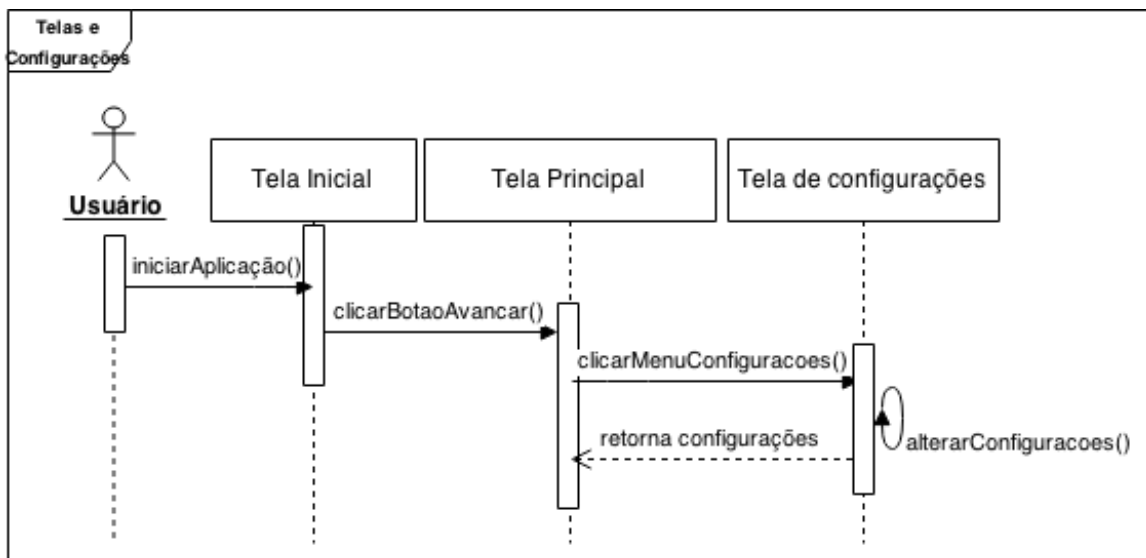 Telas e
Configurações
Usuário
Tela Inicial
Tela Principal
Tela de configurações
iniciarAplicação()
clicarBotaoAvancar()
clicarMenuConfiguracoes()
retorna configurações
alterarConfiguracoes()